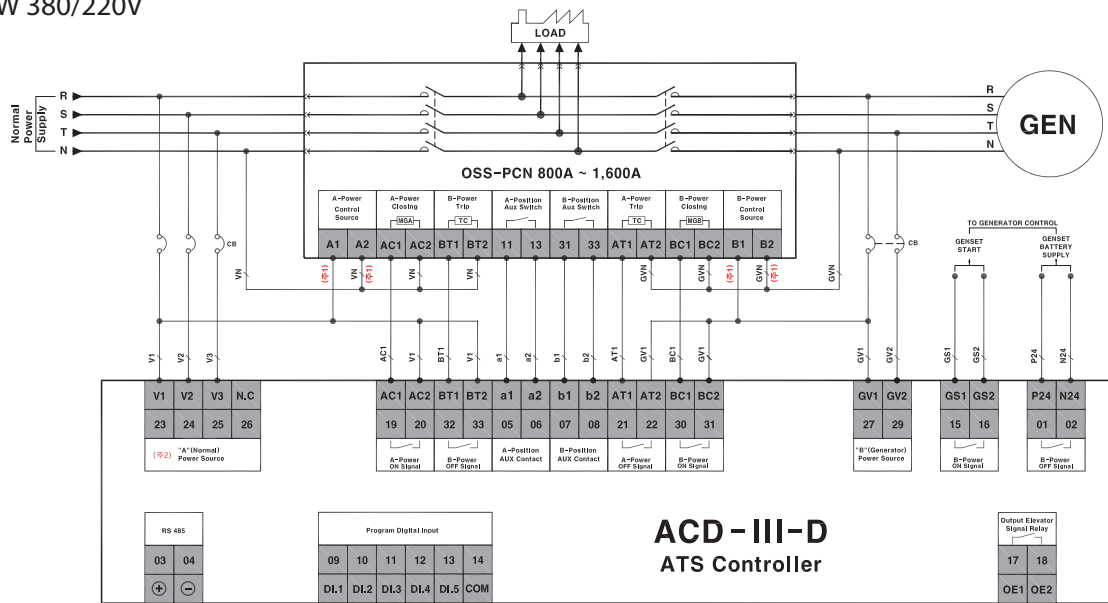 W 380/220V
LOAD
Normal
Power
Supply
R
S
T
N
R
S
T
N
GEN
OSS-PCN 800A ~ 1,600A
A-Power
Control
Source
A-Power
Closing
MGA
B-Power
Trip
TC
A-Position
Aux Switch
B-Position
Aux Switch
A-Power
Trip
TC
B-Power
Closing
MGB
B-Power
Control
Source
A1 A2 AC1 AC2 BT1 BT2 11 13 31 33 AT1 AT2 BC1 BC2 B1 B2
CB
CB
TO GENERATOR CONTROL
GENSET
START
GENSET
BATTERY
SUPPLY
VN (주1) VN (주1) VN VN GVN GVN (주1) GVN (주1) GVN
V1 V2 V3 AC1 V1 BT1 V1 a1 a2 b1 b2 AT1 GV1 BC1 GV1 GV1 GV2 GS1 GS2 P24 N24
V1 V2 V3 N.C AC1 AC2 BT1 BT2 a1 a2 b1 b2 AT1 AT2 BC1 BC2 GV1 GV2 GS1 GS2 P24 N24
23 24 25 26 19 20 32 33 05 06 07 08 21 22 30 31 27 29 15 16 01 02
(주2) "A"(Normal)
Power Source
A-Power
ON Signal
B-Power
OFF Signal
A-Position
AUX Contact
B-Position
AUX Contact
A-Power
OFF Signal
B-Power
ON Signal
"B"(Generator)
Power Source
B-Power
ON Signal
B-Power
OFF Signal
RS 485
03 04
⊕ ⊖
Program Digital Input
09 10 11 12 13 14
DI.1 DI.2 DI.3 DI.4 DI.5 COM
ACD-III-D
ATS Controller
Output Elevator
Signal Relay
17 18
OE1 OE2